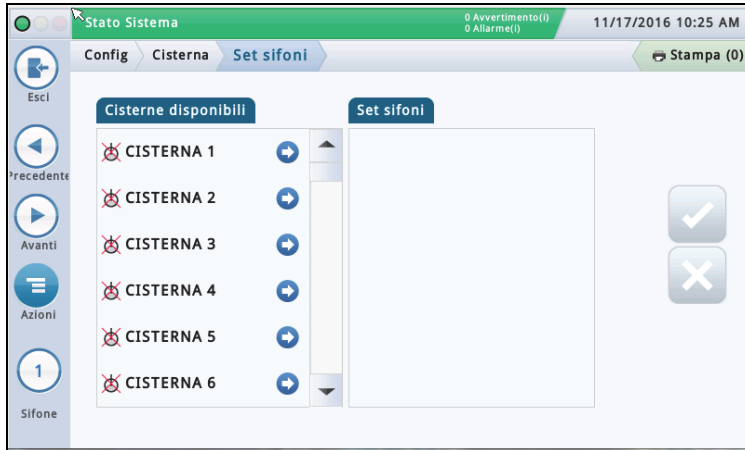 Stato Sistema
0 Avvertimento(i)
0 Allarme(i)
11/17/2016 10:25 AM
Config
Cisterna
Set sifoni
Stampa (0)
Esci
Precedente
Avanti
Azioni
1
Sifone
Cisterne disponibili
CISTERNA 1
CISTERNA 2
CISTERNA 3
CISTERNA 4
CISTERNA 5
CISTERNA 6
Set sifoni